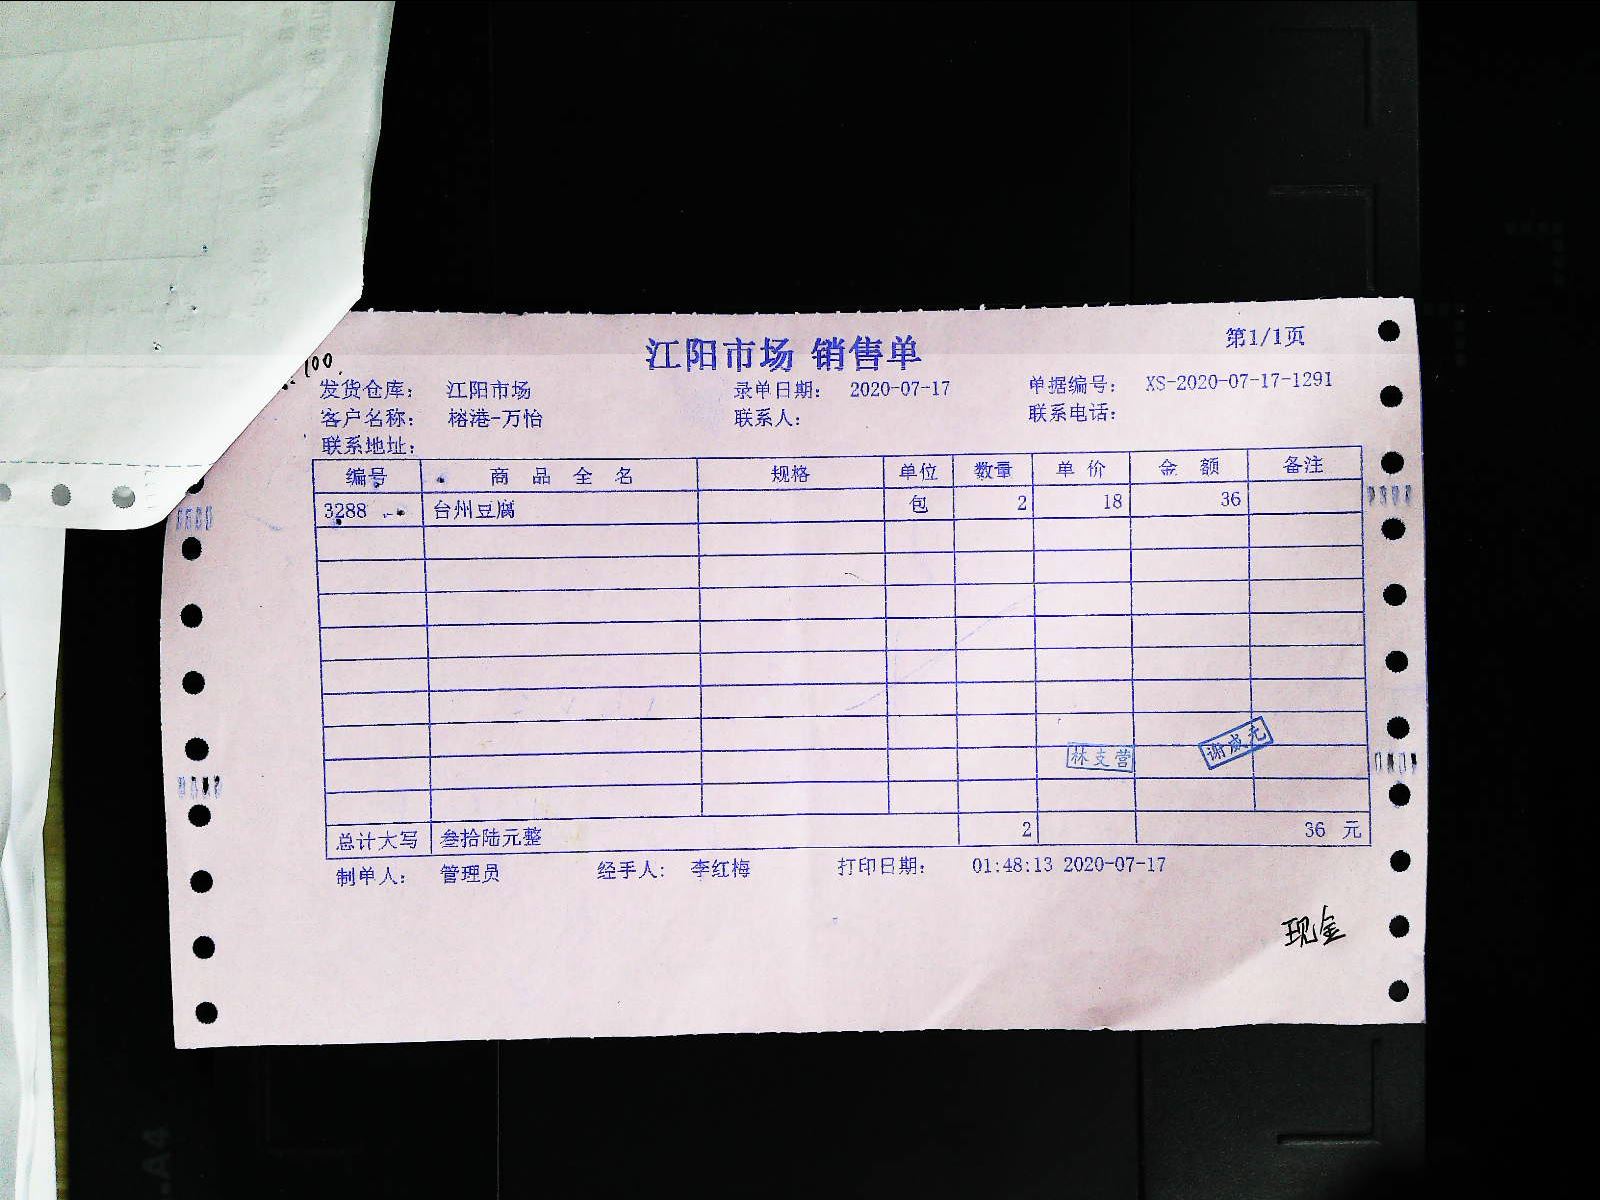 江阳市场 销售单
第1/1页
100.
发货仓库： 江阳市场 录单日期： 2020-07-17 单据编号： XS-2020-07-17-1291
客户名称： 榕港-万怡 联系人： 联系电话：
联系地址：
编号 商品全名 规格 单位 数量 单价 金额 备注
3288 台州豆腐 包 2 18 36
林支营 谢成元
总计大写 叁拾陆元整 2 36 元
制单人： 管理员 经手人： 李红梅 打印日期： 01:48:13 2020-07-17
现金
A4